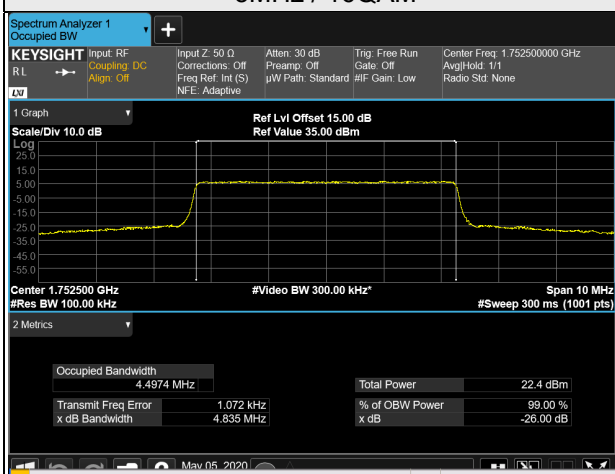 Spectrum Analyzer 1
Occupied BW
KEYSIGHT
R L
LXI
Input: RF
Coupling: DC
Align: Off
Input Z: 50 Ω
Corrections: Off
Freq Ref: Int (S)
NFE: Adaptive
Atten: 30 dB
Preamp: Off
µW Path: Standard
Trig: Free Run
Gate: Off
#IF Gain: Low
Center Freq: 1.752500000 GHz
Avg|Hold: 1/1
Radio Std: None
1 Graph
Scale/Div 10.0 dB
Ref Lvl Offset 15.00 dB
Ref Value 35.00 dBm
Log
25.0
15.0
5.00
-5.00
-15.0
-25.0
-35.0
-45.0
-55.0
Center 1.752500 GHz
#Res BW 100.00 kHz
#Video BW 300.00 kHz*
Span 10 MHz
#Sweep 300 ms (1001 pts)
2 Metrics
Occupied Bandwidth
4.4974 MHz
Transmit Freq Error 1.072 kHz
x dB Bandwidth 4.835 MHz
Total Power 22.4 dBm
% of OBW Power 99.00 %
x dB -26.00 dB
May 05, 2020